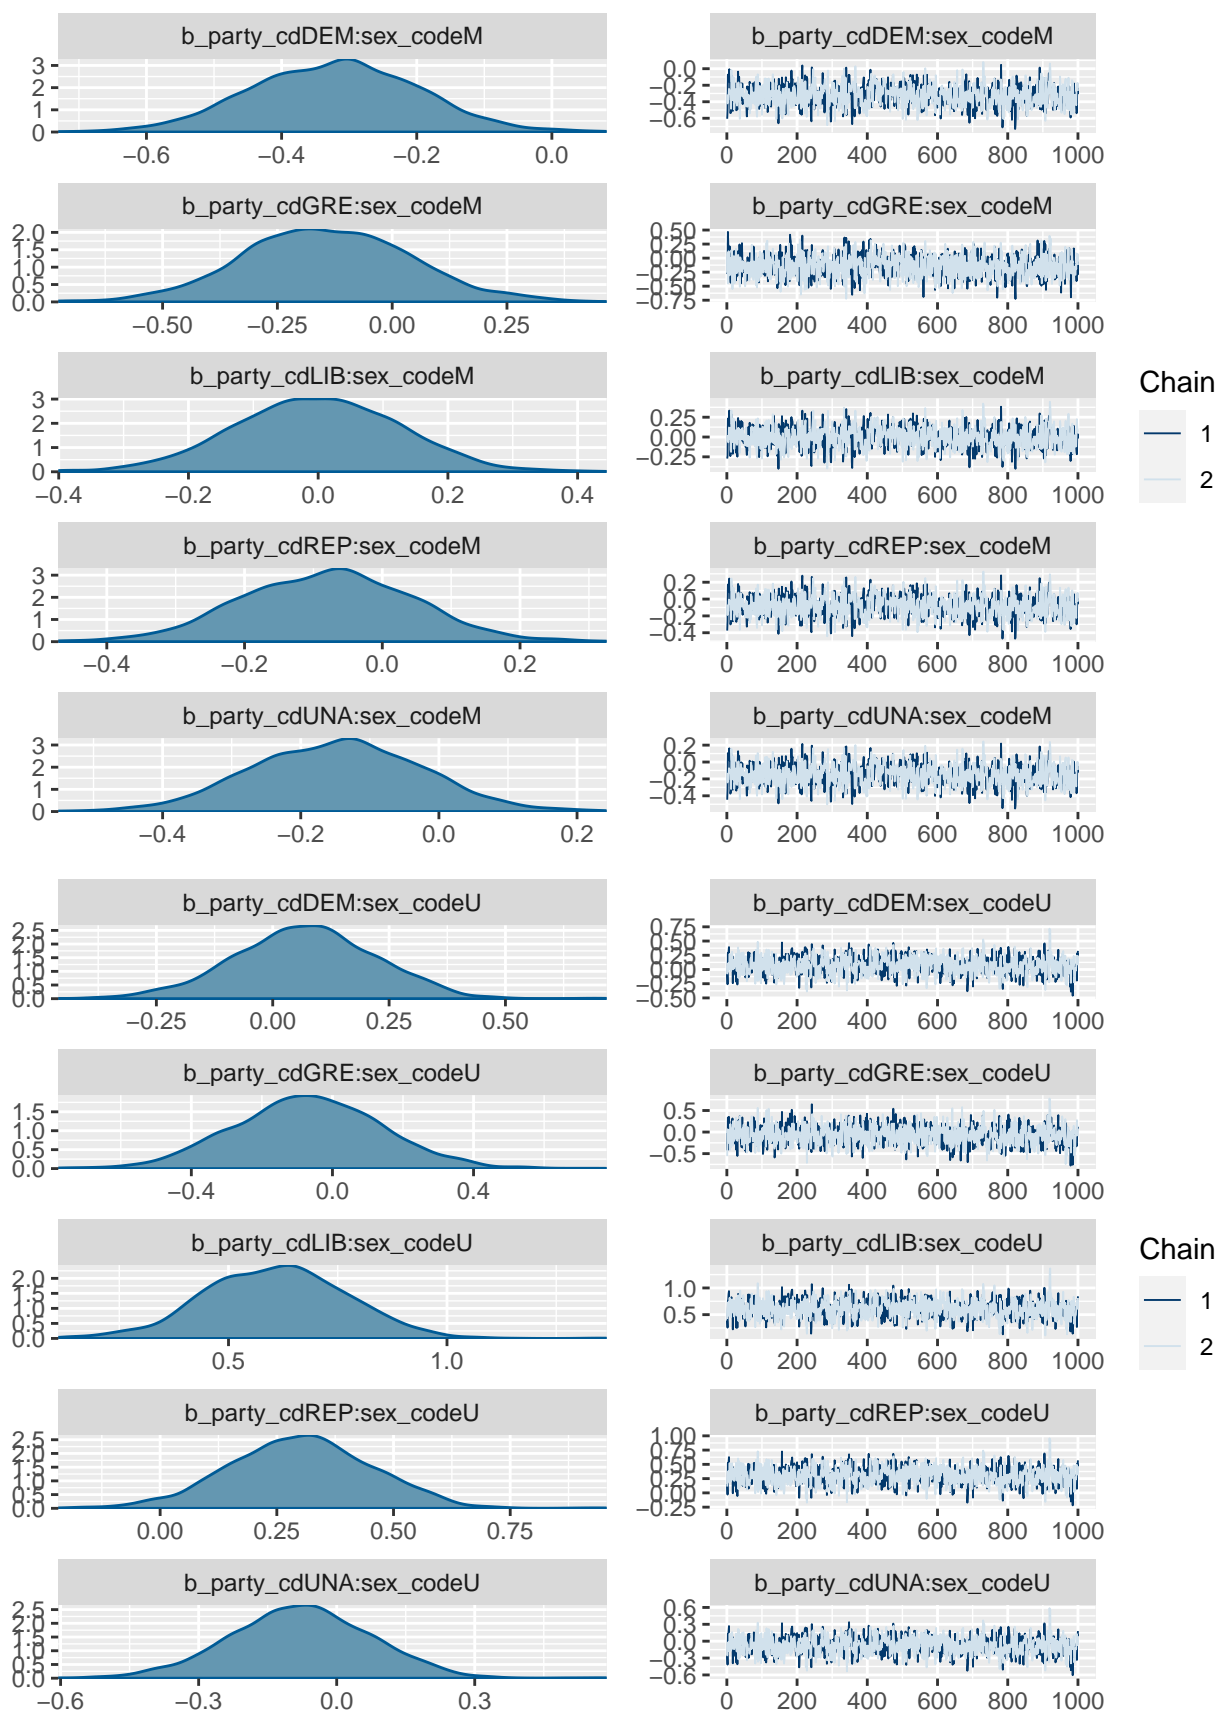 b_party_cdDEM:sex_codeM
3
2
1
0
−0.6 −0.4 −0.2 0.0
b_party_cdDEM:sex_codeM
0.0
−0.2
−0.4
−0.6
0 200 400 600 800 1000
b_party_cdGRE:sex_codeM
2.0
1.5
1.0
0.5
0.0
−0.50 −0.25 0.00 0.25
b_party_cdGRE:sex_codeM
0.50
0.25
0.00
−0.25
−0.50
−0.75
0 200 400 600 800 1000
b_party_cdLIB:sex_codeM
3
2
1
0
−0.4 −0.2 0.0 0.2 0.4
b_party_cdLIB:sex_codeM
0.25
0.00
−0.25
0 200 400 600 800 1000
b_party_cdREP:sex_codeM
3
2
1
0
−0.4 −0.2 0.0 0.2
b_party_cdREP:sex_codeM
0.2
0.0
−0.2
−0.4
0 200 400 600 800 1000
b_party_cdUNA:sex_codeM
3
2
1
0
−0.4 −0.2 0.0 0.2
b_party_cdUNA:sex_codeM
0.2
0.0
−0.2
−0.4
0 200 400 600 800 1000
Chain
1
2
b_party_cdDEM:sex_codeU
2.5
2.0
1.5
1.0
0.5
0.0
−0.25 0.00 0.25 0.50
b_party_cdDEM:sex_codeU
0.75
0.50
0.25
0.00
−0.25
−0.50
0 200 400 600 800 1000
b_party_cdGRE:sex_codeU
1.5
1.0
0.5
0.0
−0.4 0.0 0.4
b_party_cdGRE:sex_codeU
0.5
0.0
−0.5
0 200 400 600 800 1000
b_party_cdLIB:sex_codeU
2.0
1.5
1.0
0.5
0.0
0.5 1.0
b_party_cdLIB:sex_codeU
1.0
0.5
0 200 400 600 800 1000
b_party_cdREP:sex_codeU
2.5
2.0
1.5
1.0
0.5
0.0
0.00 0.25 0.50 0.75
b_party_cdREP:sex_codeU
1.00
0.75
0.50
0.25
0.00
−0.25
0 200 400 600 800 1000
b_party_cdUNA:sex_codeU
2.5
2.0
1.5
1.0
0.5
0.0
−0.6 −0.3 0.0 0.3
b_party_cdUNA:sex_codeU
0.6
0.3
0.0
−0.3
−0.6
0 200 400 600 800 1000
Chain
1
2